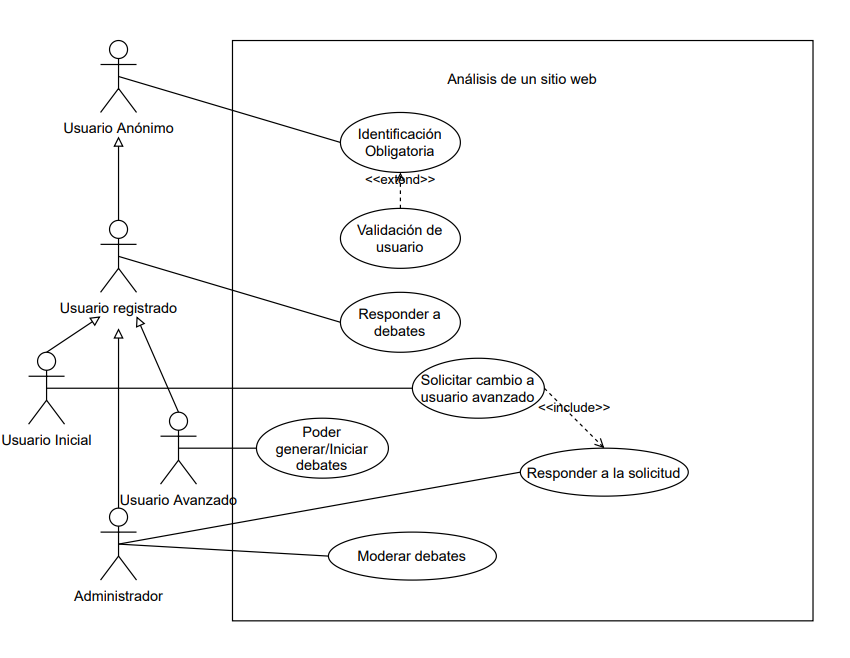 Análisis de un sitio web
Usuario Anónimo
Identificación
Obligatoria
<<extend>>
Validación de
usuario
Usuario registrado
Responder a
debates
Solicitar cambio a
usuario avanzado
<<include>>
Usuario Inicial
Poder
generar/Iniciar
debates
Responder a la solicitud
Usuario Avanzado
Moderar debates
Administrador